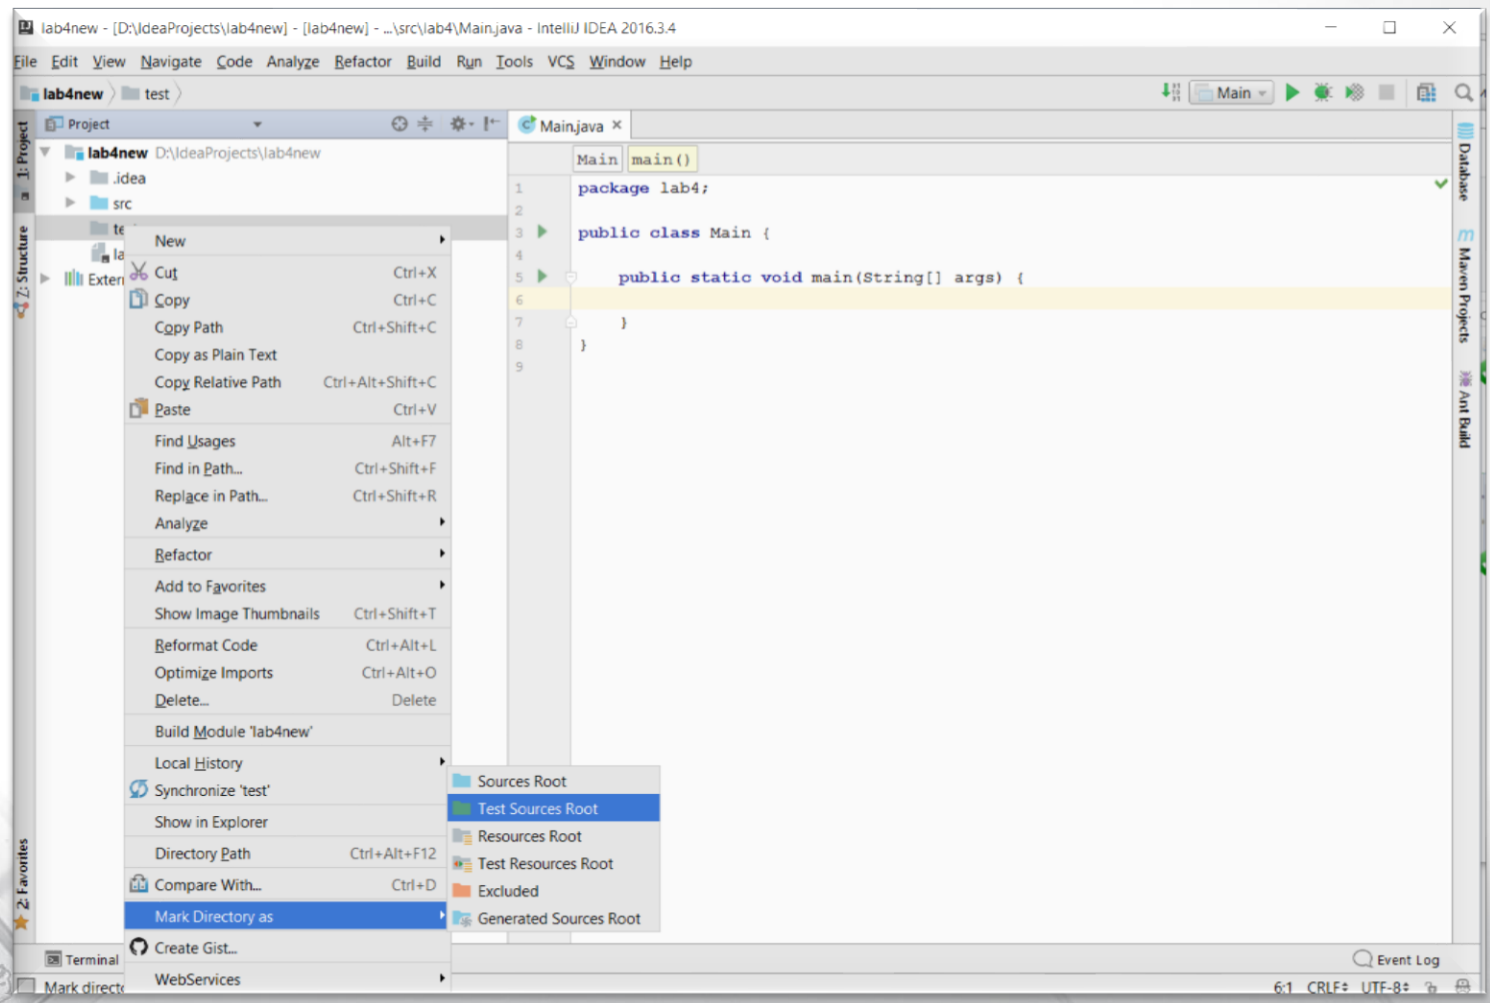 lab4new - [D:\IdeaProjects\lab4new] - [lab4new] - ...\src\lab4\Main.java - IntelliJ IDEA 2016.3.4
File Edit View Navigate Code Analyze Refactor Build Run Tools VCS Window Help
lab4new test
Main
Project
Main.java
1: Project
Z: Structure
2: Favorites
lab4new D:\IdeaProjects\lab4new
.idea
src
te
la
Extern
Main main()
1 package lab4;
2
3 public class Main {
4
5 public static void main(String[] args) {
6
7 }
8 }
9
Database
Maven Projects
Ant Build
New
Cut Ctrl+X
Copy Ctrl+C
Copy Path Ctrl+Shift+C
Copy as Plain Text
Copy Relative Path Ctrl+Alt+Shift+C
Paste Ctrl+V
Find Usages Alt+F7
Find in Path... Ctrl+Shift+F
Replace in Path... Ctrl+Shift+R
Analyze
Refactor
Add to Favorites
Show Image Thumbnails Ctrl+Shift+T
Reformat Code Ctrl+Alt+L
Optimize Imports Ctrl+Alt+O
Delete... Delete
Build Module 'lab4new'
Local History
Synchronize 'test'
Show in Explorer
Directory Path Ctrl+Alt+F12
Compare With... Ctrl+D
Mark Directory as
Create Gist...
WebServices
Sources Root
Test Sources Root
Resources Root
Test Resources Root
Excluded
Generated Sources Root
Terminal
Event Log
Mark directo
6:1 CRLF UTF-8